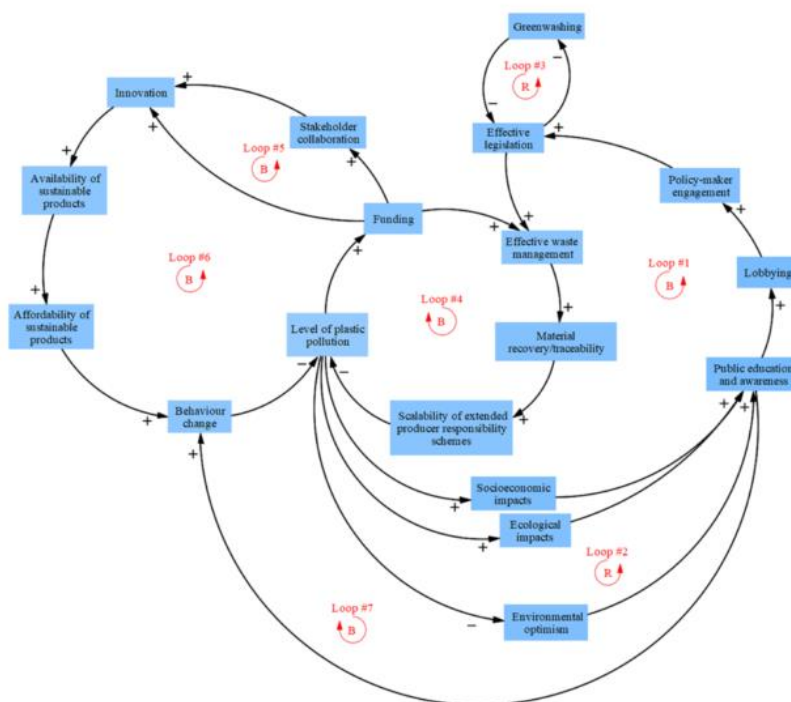 Greenwashing
Loop #3
R
−
−
Innovation
+
+
Stakeholder
collaboration
Effective
legislation
+
Loop #5
B
+
+
Availability of
sustainable
products
Policy-maker
engagement
+
Funding
+
+
+
Effective waste
management
Loop #6
B
Loop #1
B
Lobbying
+
+
Affordability of
sustainable
products
Loop #4
B
+
Level of plastic
pollution
Material
recovery/traceability
−
−
Public education
and awareness
+
+
Behaviour
change
+
+
Scalability of extended
producer responsibility
schemes
+
Socioeconomic
impacts
+
Ecological
impacts
+
Loop #2
R
Loop #7
B
Environmental
optimism
−